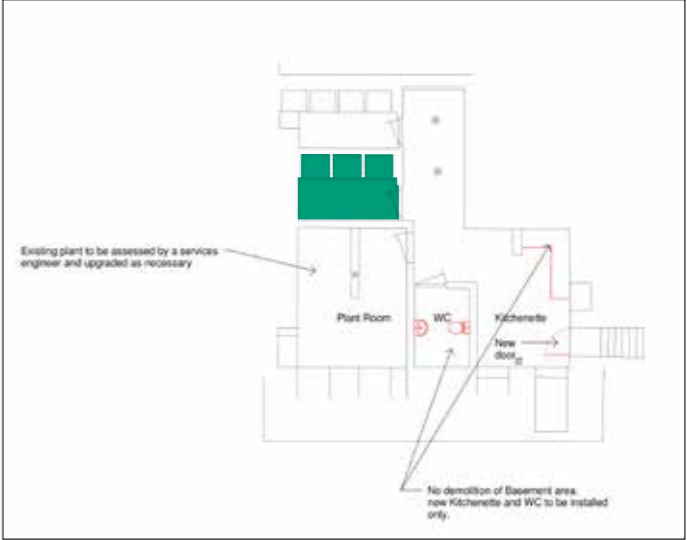 Existing plant to be assessed by a services
engineer and upgraded as necessary
Plant Room
WC
Kitchenette
New
door
No demolition of Basement area.
new Kitchenette and WC to be installed
only.